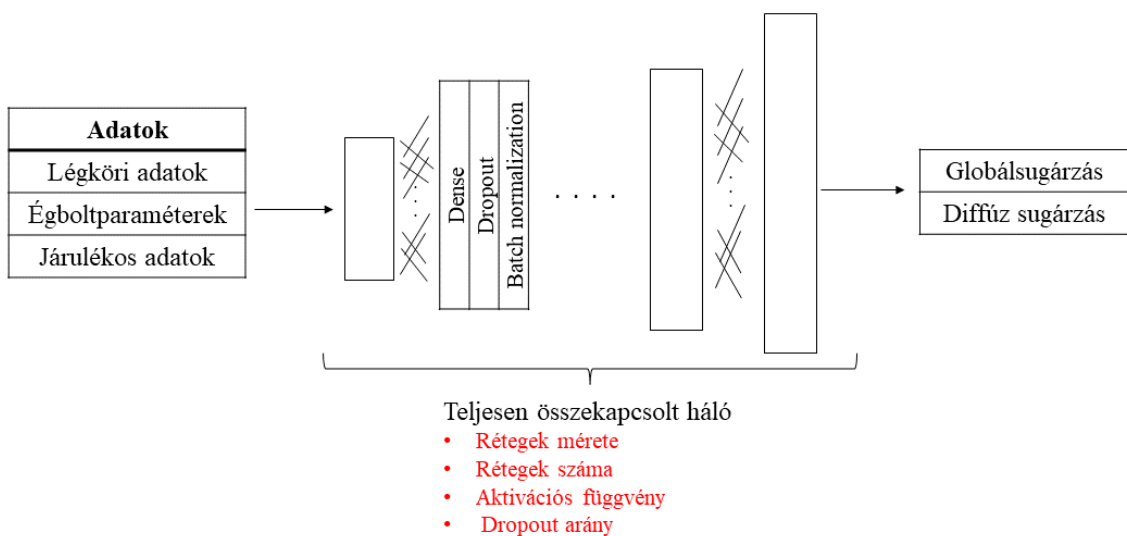 Adatok
Légköri adatok
Égboltparaméterek
Járulékos adatok
Dense
Dropout
Batch normalization
. . . .
Globálsugárzás
Diffúz sugárzás
Teljesen összekapcsolt háló
• Rétegek mérete
• Rétegek száma
• Aktivációs függvény
• Dropout arány